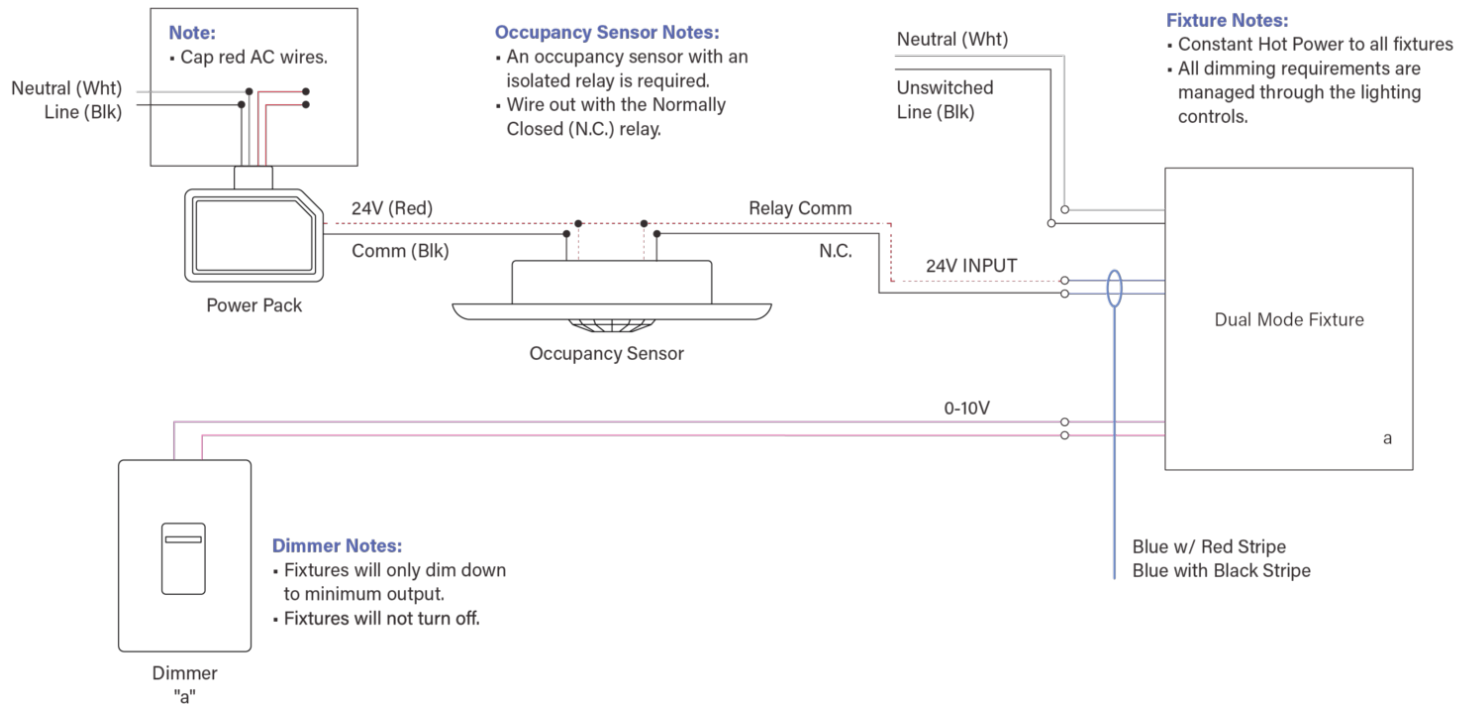 Note:
• Cap red AC wires.
Neutral (Wht)
Line (Blk)
Power Pack
Occupancy Sensor Notes:
• An occupancy sensor with an
isolated relay is required.
• Wire out with the Normally
Closed (N.C.) relay.
24V (Red)
Comm (Blk)
Relay Comm
N.C.
Occupancy Sensor
Neutral (Wht)
Unswitched
Line (Blk)
24V INPUT
Fixture Notes:
• Constant Hot Power to all fixtures
• All dimming requirements are
managed through the lighting
controls.
Dual Mode Fixture
a
0-10V
Blue w/ Red Stripe
Blue with Black Stripe
Dimmer Notes:
• Fixtures will only dim down
to minimum output.
• Fixtures will not turn off.
Dimmer
"a"